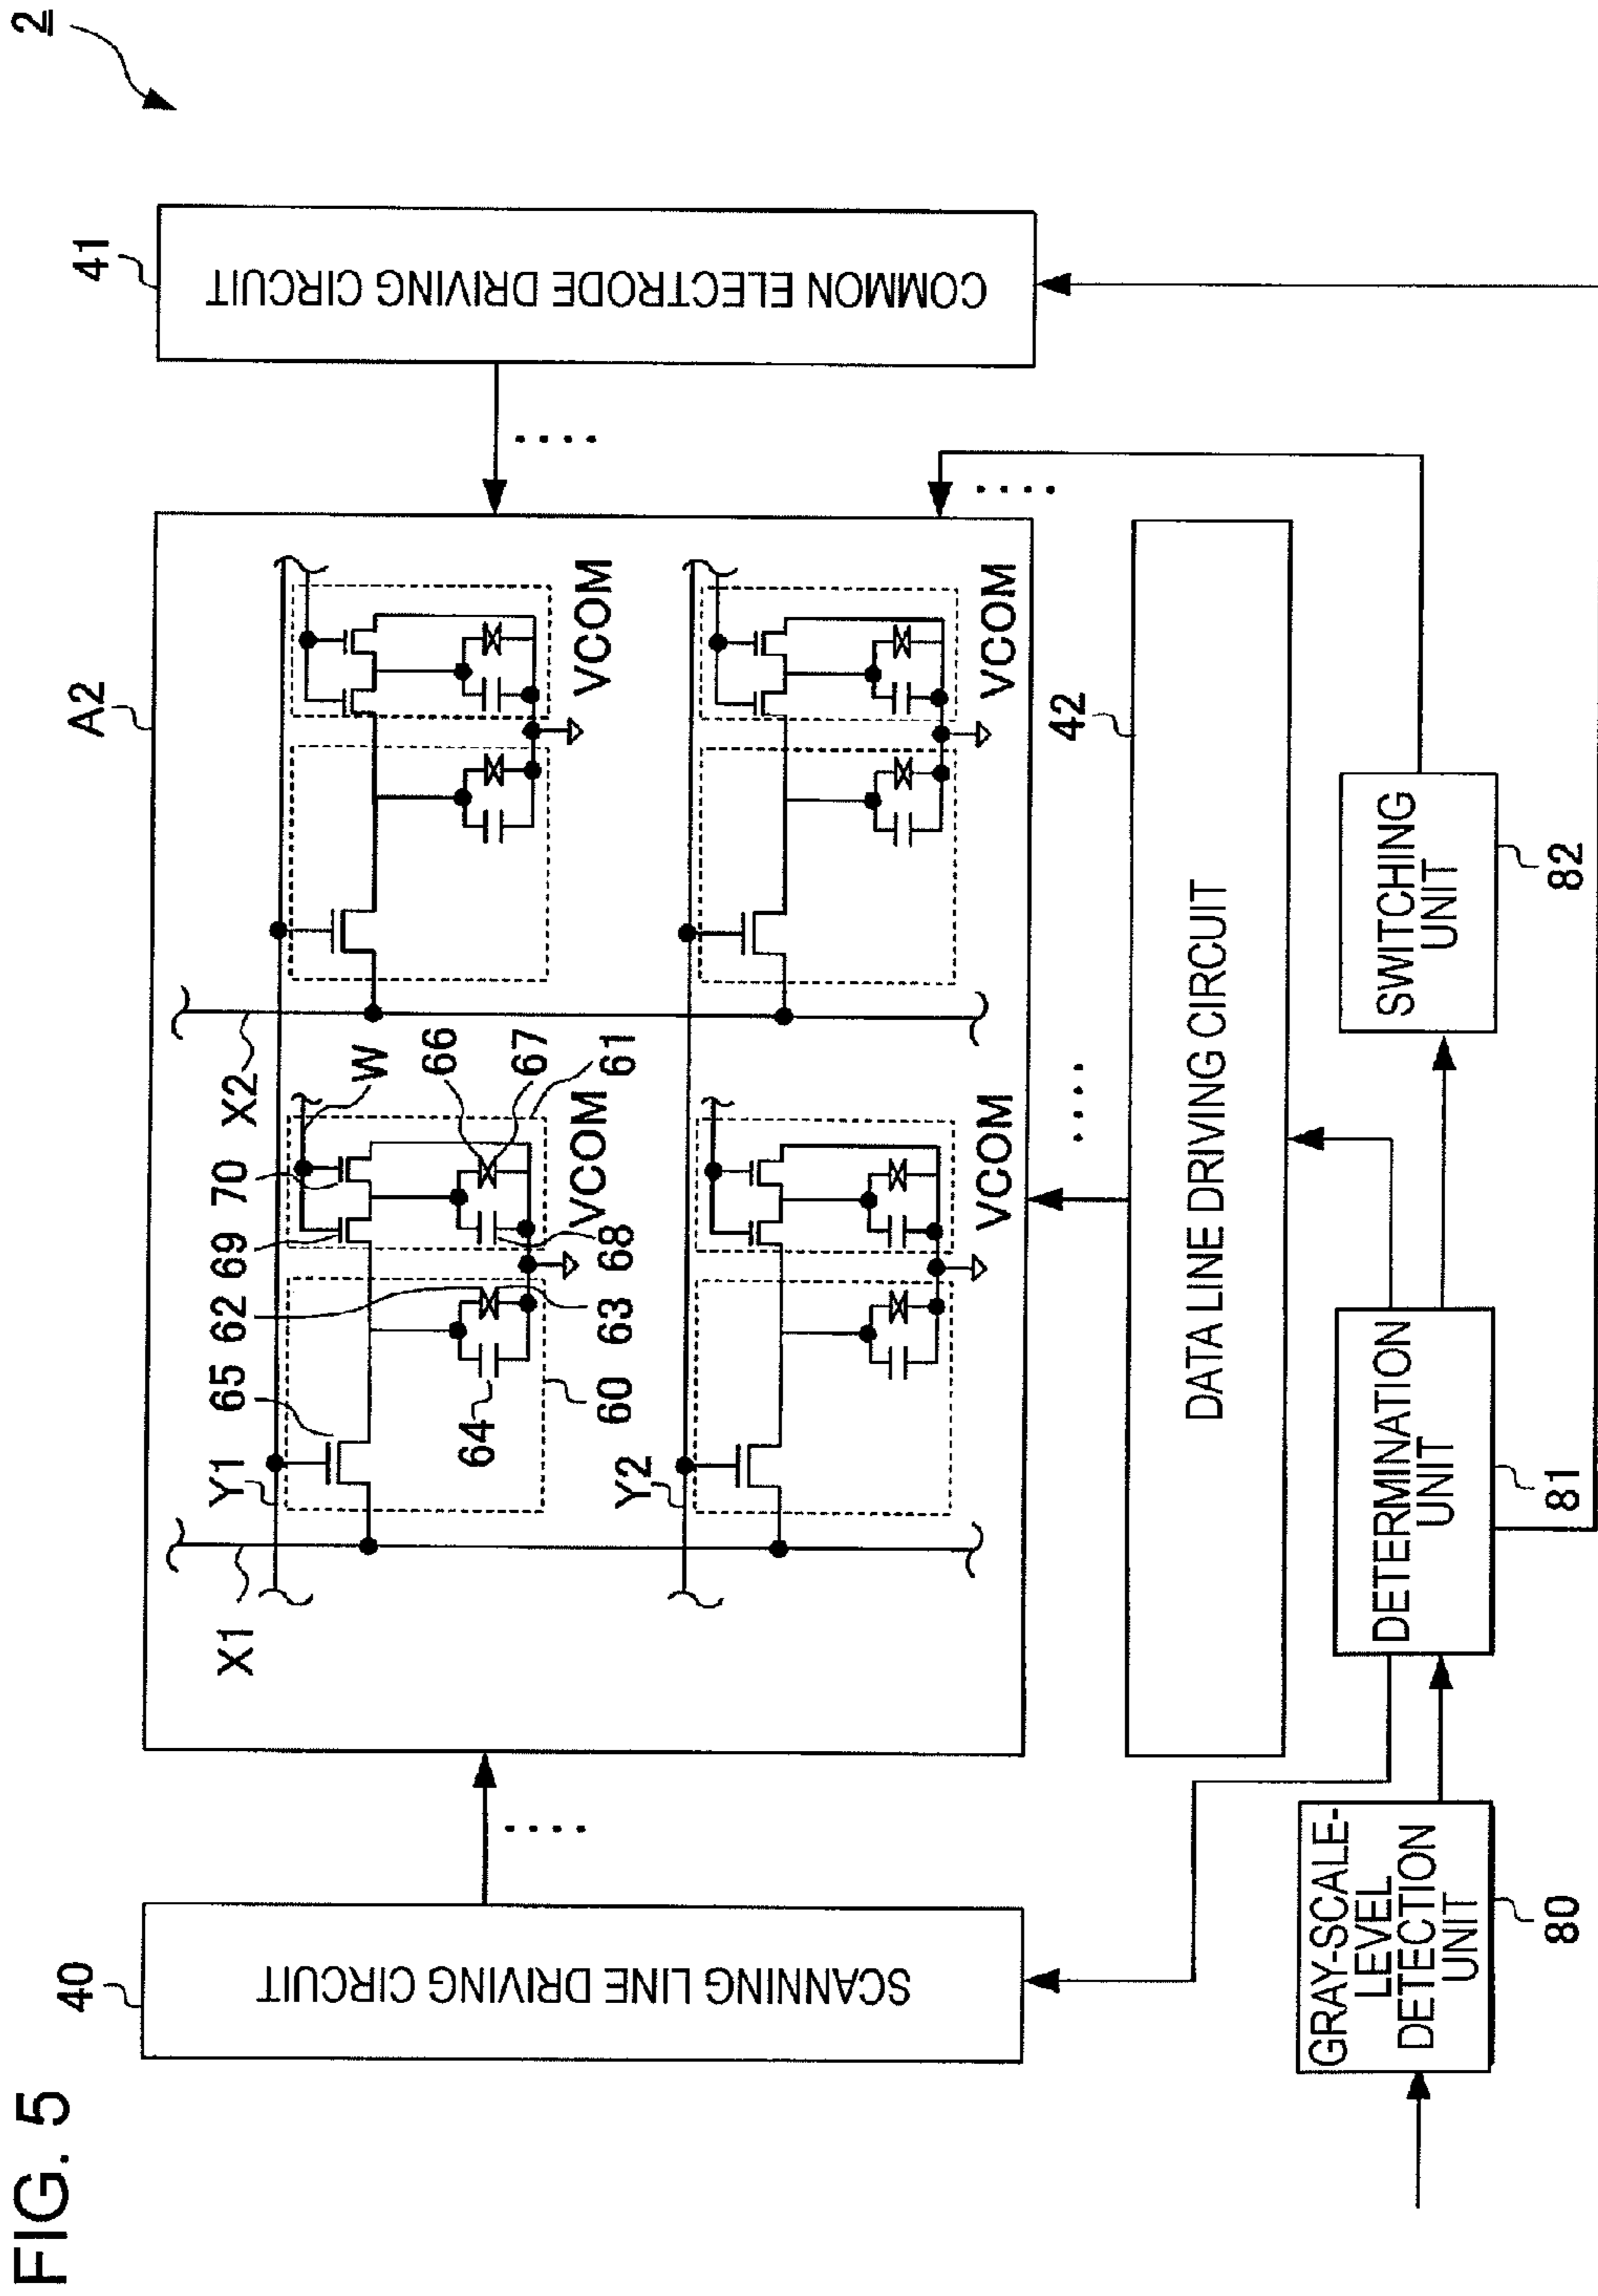 FIG. 5
2
40
SCANNING LINE DRIVING CIRCUIT
A2
41
COMMON ELECTRODE DRIVING CIRCUIT
X1
Y1
65
62
69
70
X2
W
64
60
63
68
VCOM
66
67
61
VCOM
Y2
VCOM
VCOM
42
DATA LINE DRIVING CIRCUIT
GRAY-SCALE-
LEVEL
DETECTION
UNIT
80
DETERMINATION
UNIT
81
SWITCHING
UNIT
82